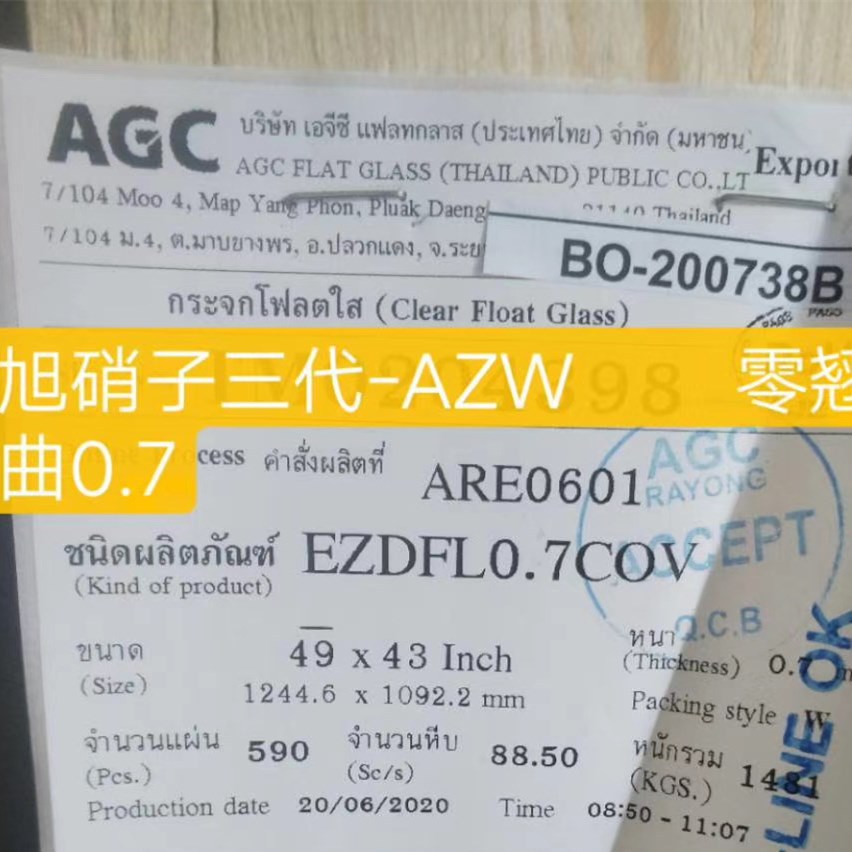 AGC
บริษัท เอจีซี แฟลทกลาส (ประเทศไทย) จำกัด (มหาชน
AGC FLAT GLASS (THAILAND) PUBLIC CO.,LT
Expor
7/104 Moo 4, Map Yang Phon, Pluak Daeng
Thailand
7/104 ม.4, ต.มาบยางพร, อ.ปลวกแดง, จ.ระย
BO-200738B
กระจกโฟลตใส (Clear Float Glass)
旭硝子三代-AZW 零翘
曲0.7
cess คำสั่งผลิตที่ ARE0601
AGC
RAYONG
ACCEPT
Q.C.B
ชนิดผลิตภัณฑ์ EZDFL0.7COV
(Kind of product)
ขนาด 49 x 43 Inch
(Size) 1244.6 x 1092.2 mm
หนา
(Thickness) 0.7 m
Packing style W
จำนวนแผ่น 590 จำนวนหีบ 88.50
(Pcs.) (Sc/s)
หนักรวม 1481
(KGS.)
Production date 20/06/2020 Time 08:50 - 11:07
LINE OK